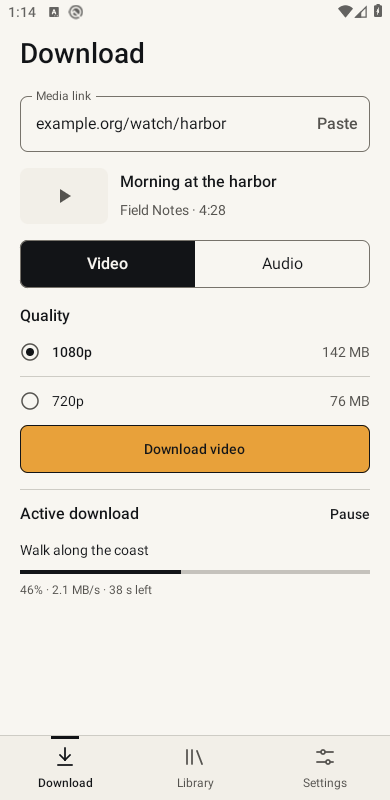 1:14
Download
Media link
example.org/watch/harbor
Paste
Morning at the harbor
Field Notes · 4:28
Video
Audio
Quality
1080p
142 MB
720p
76 MB
Download video
Active download
Pause
Walk along the coast
46% · 2.1 MB/s · 38 s left
Download
Library
Settings